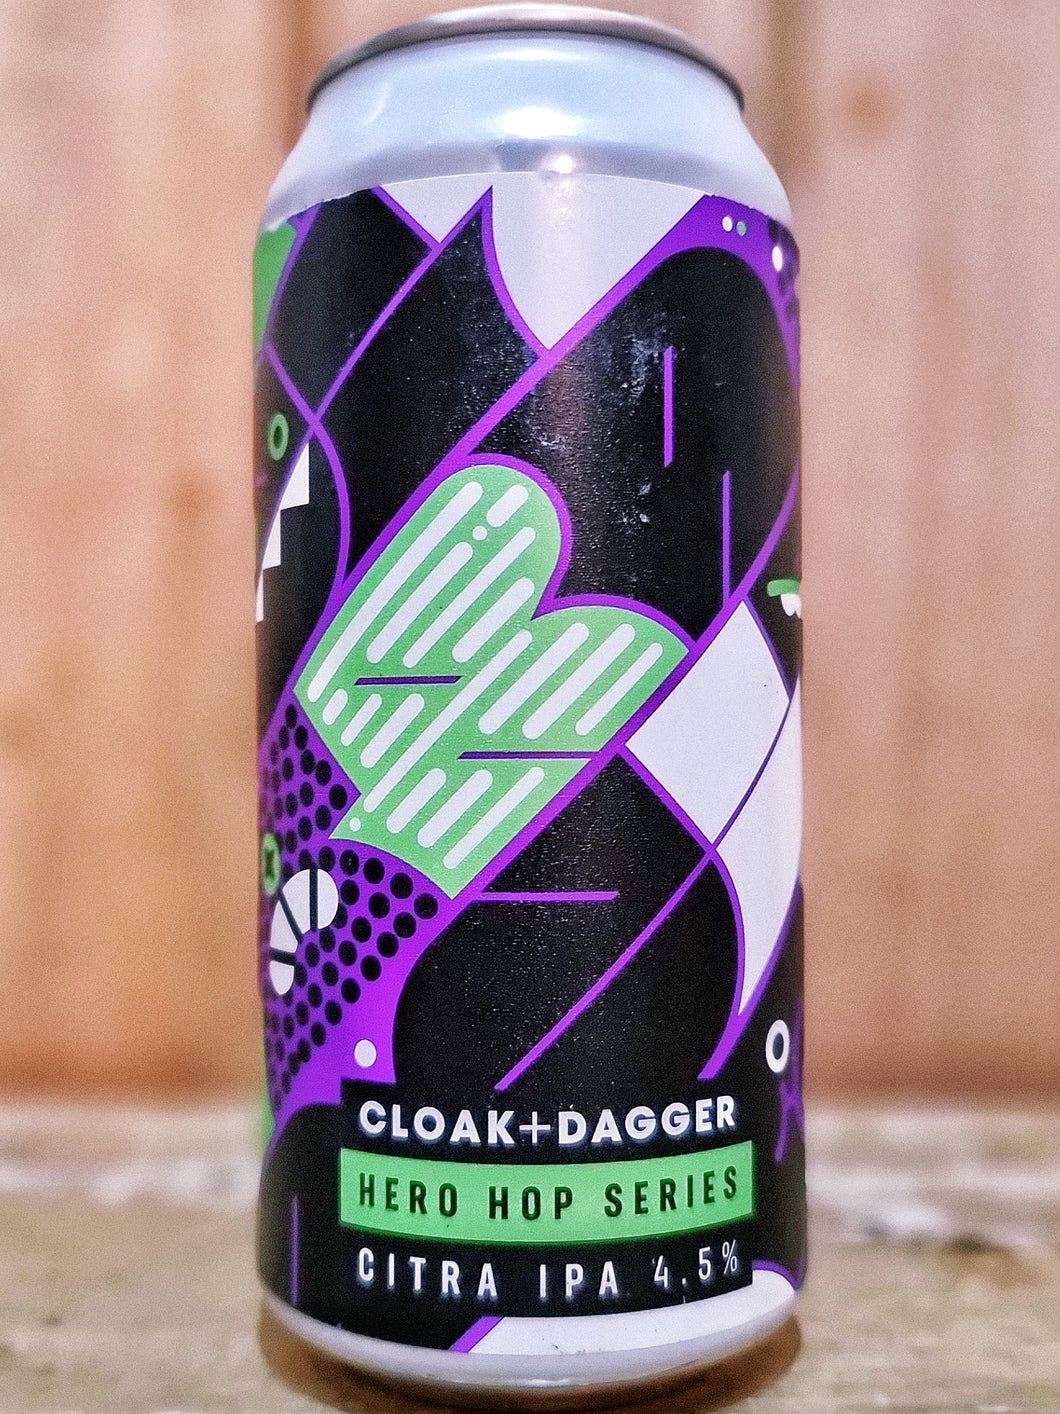 CLOAK+DAGGER
HERO HOP SERIES
CITRA IPA 4.5%